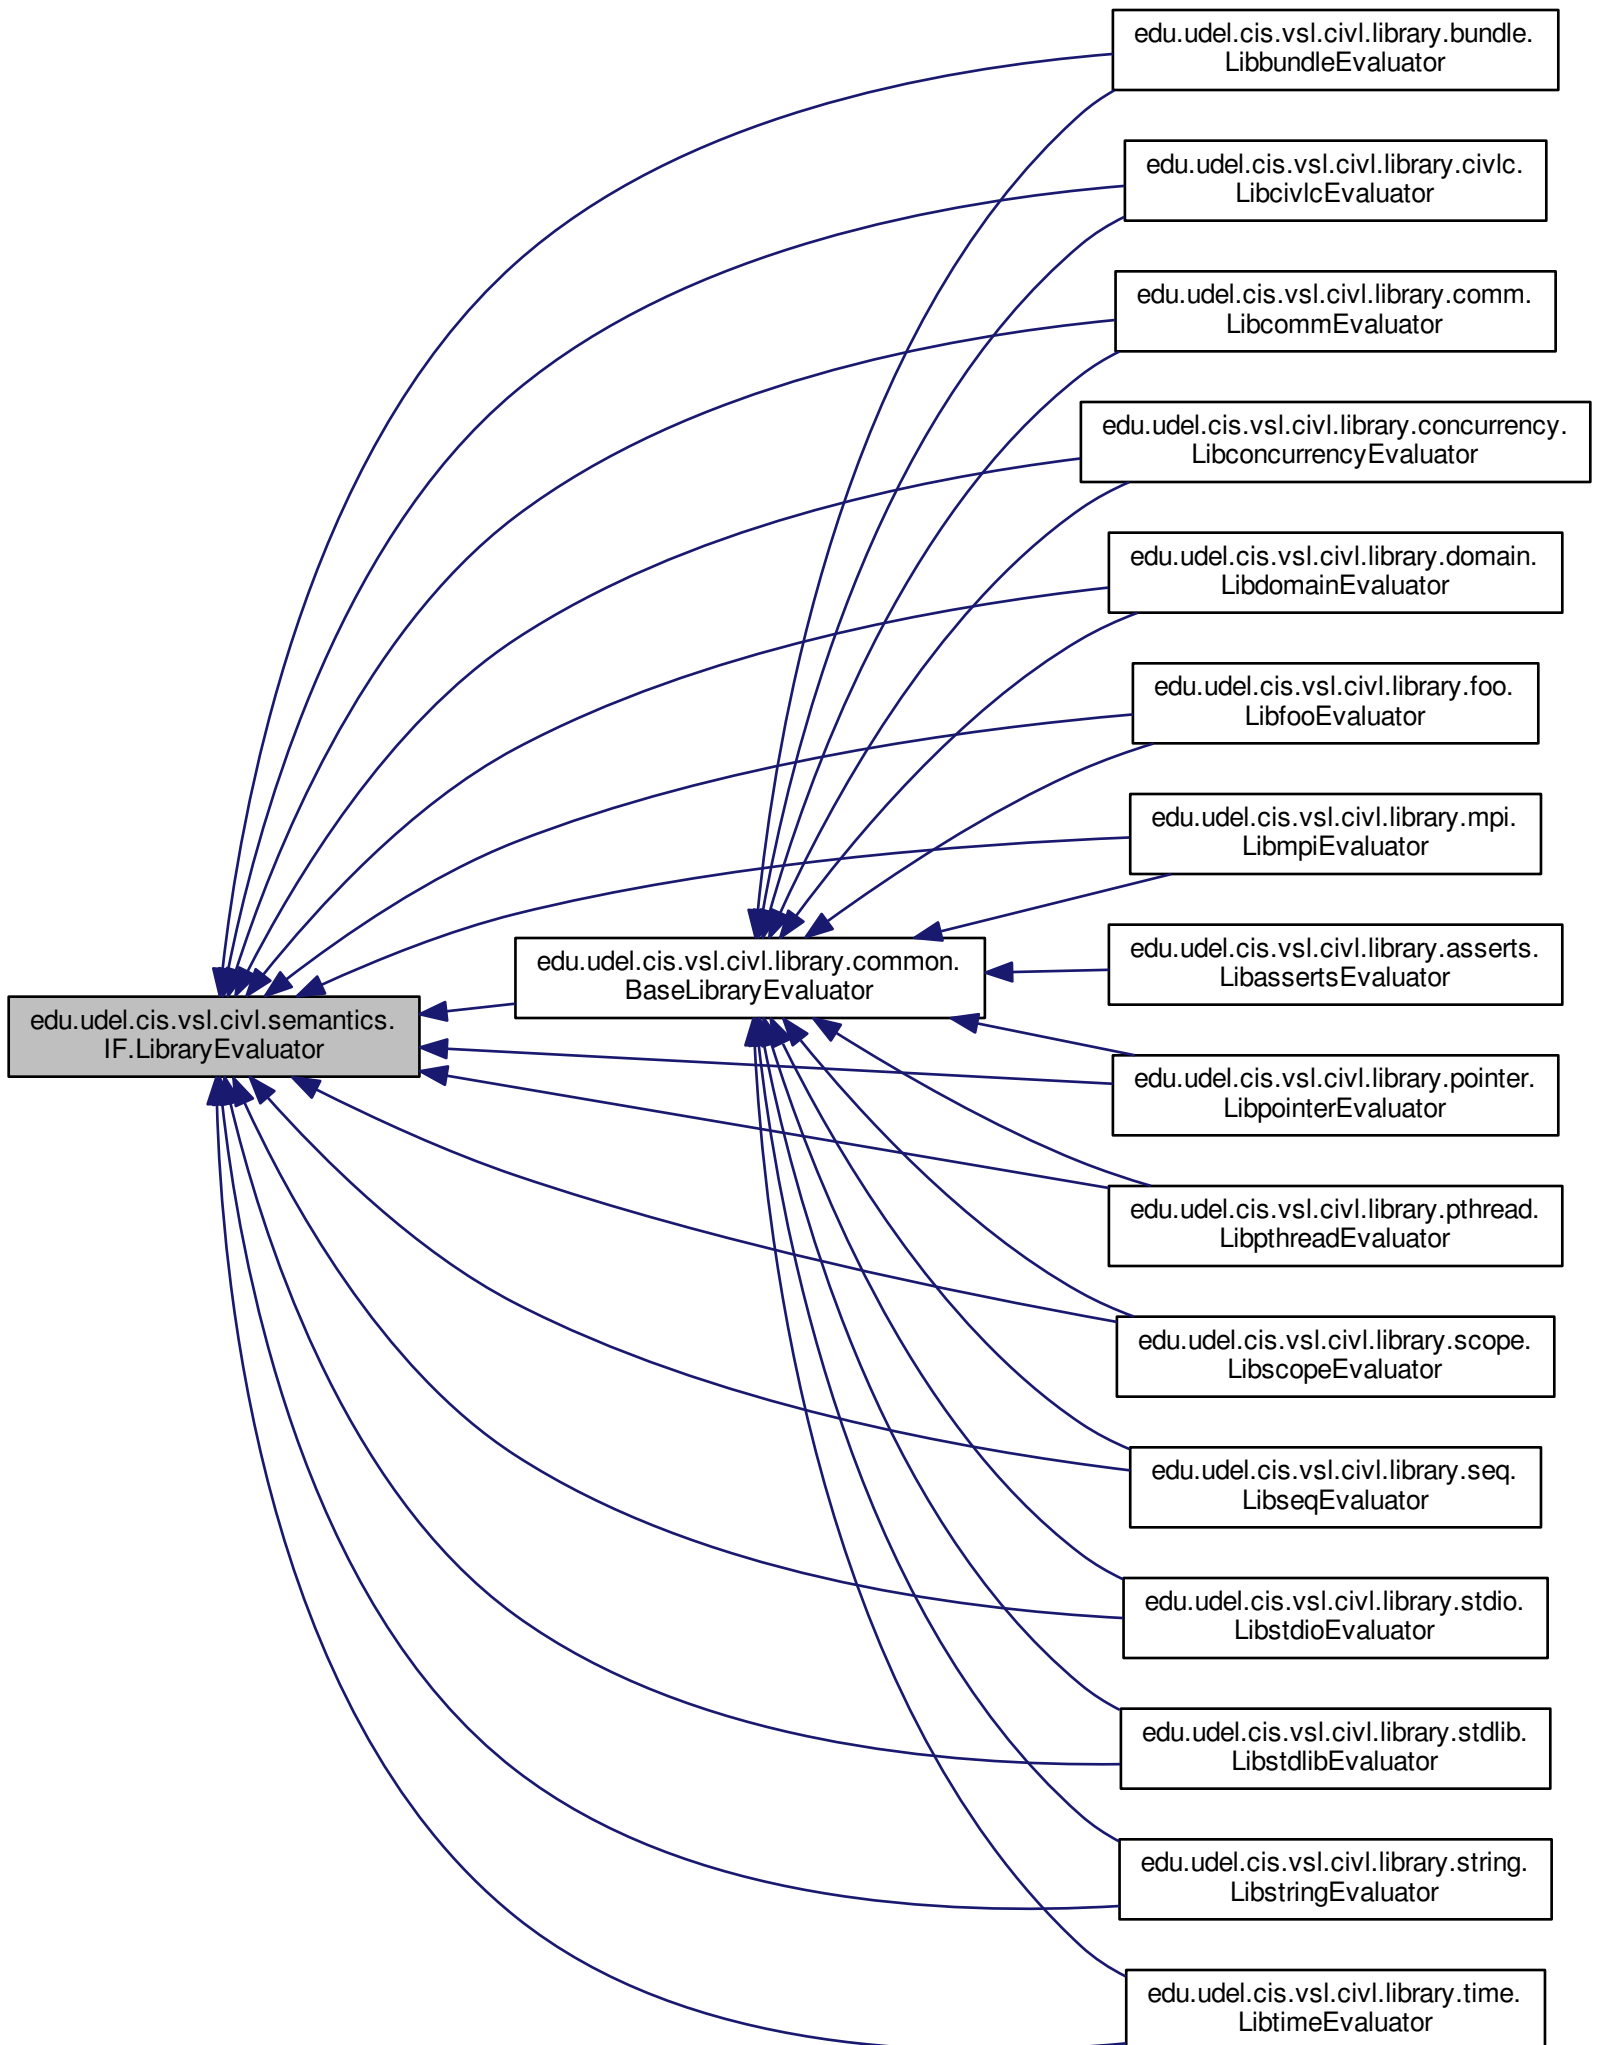 edu.udel.cis.vsl.civl.library.bundle.
LibbundleEvaluator
edu.udel.cis.vsl.civl.library.civlc.
LibcivlcEvaluator
edu.udel.cis.vsl.civl.library.comm.
LibcommEvaluator
edu.udel.cis.vsl.civl.library.concurrency.
LibconcurrencyEvaluator
edu.udel.cis.vsl.civl.library.domain.
LibdomainEvaluator
edu.udel.cis.vsl.civl.library.foo.
LibfooEvaluator
edu.udel.cis.vsl.civl.library.mpi.
LibmpiEvaluator
edu.udel.cis.vsl.civl.library.asserts.
LibassertsEvaluator
edu.udel.cis.vsl.civl.library.common.
BaseLibraryEvaluator
edu.udel.cis.vsl.civl.semantics.
IF.LibraryEvaluator
edu.udel.cis.vsl.civl.library.pointer.
LibpointerEvaluator
edu.udel.cis.vsl.civl.library.pthread.
LibpthreadEvaluator
edu.udel.cis.vsl.civl.library.scope.
LibscopeEvaluator
edu.udel.cis.vsl.civl.library.seq.
LibseqEvaluator
edu.udel.cis.vsl.civl.library.stdio.
LibstdioEvaluator
edu.udel.cis.vsl.civl.library.stdlib.
LibstdlibEvaluator
edu.udel.cis.vsl.civl.library.string.
LibstringEvaluator
edu.udel.cis.vsl.civl.library.time.
LibtimeEvaluator